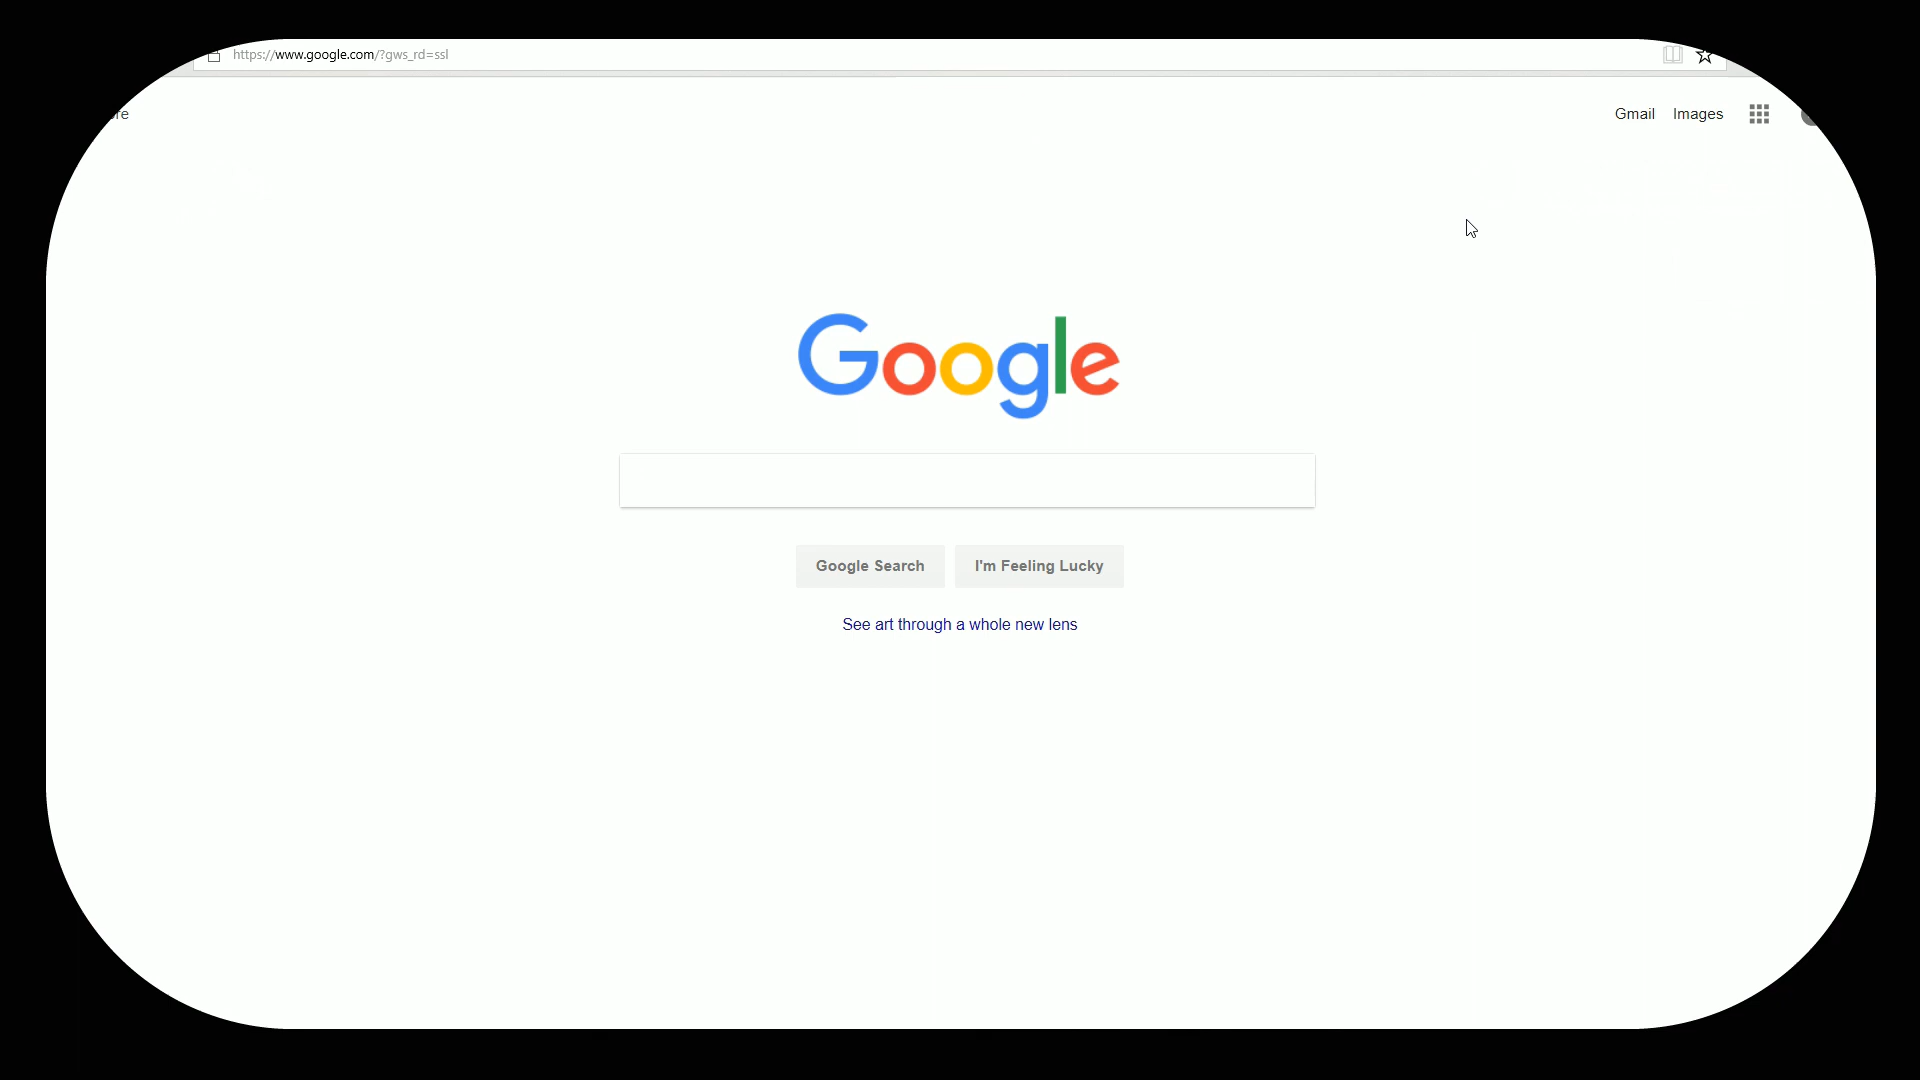 https://www.google.com/?gws_rd=ssl
Gmail Images
Google
Google Search I'm Feeling Lucky
See art through a whole new lens